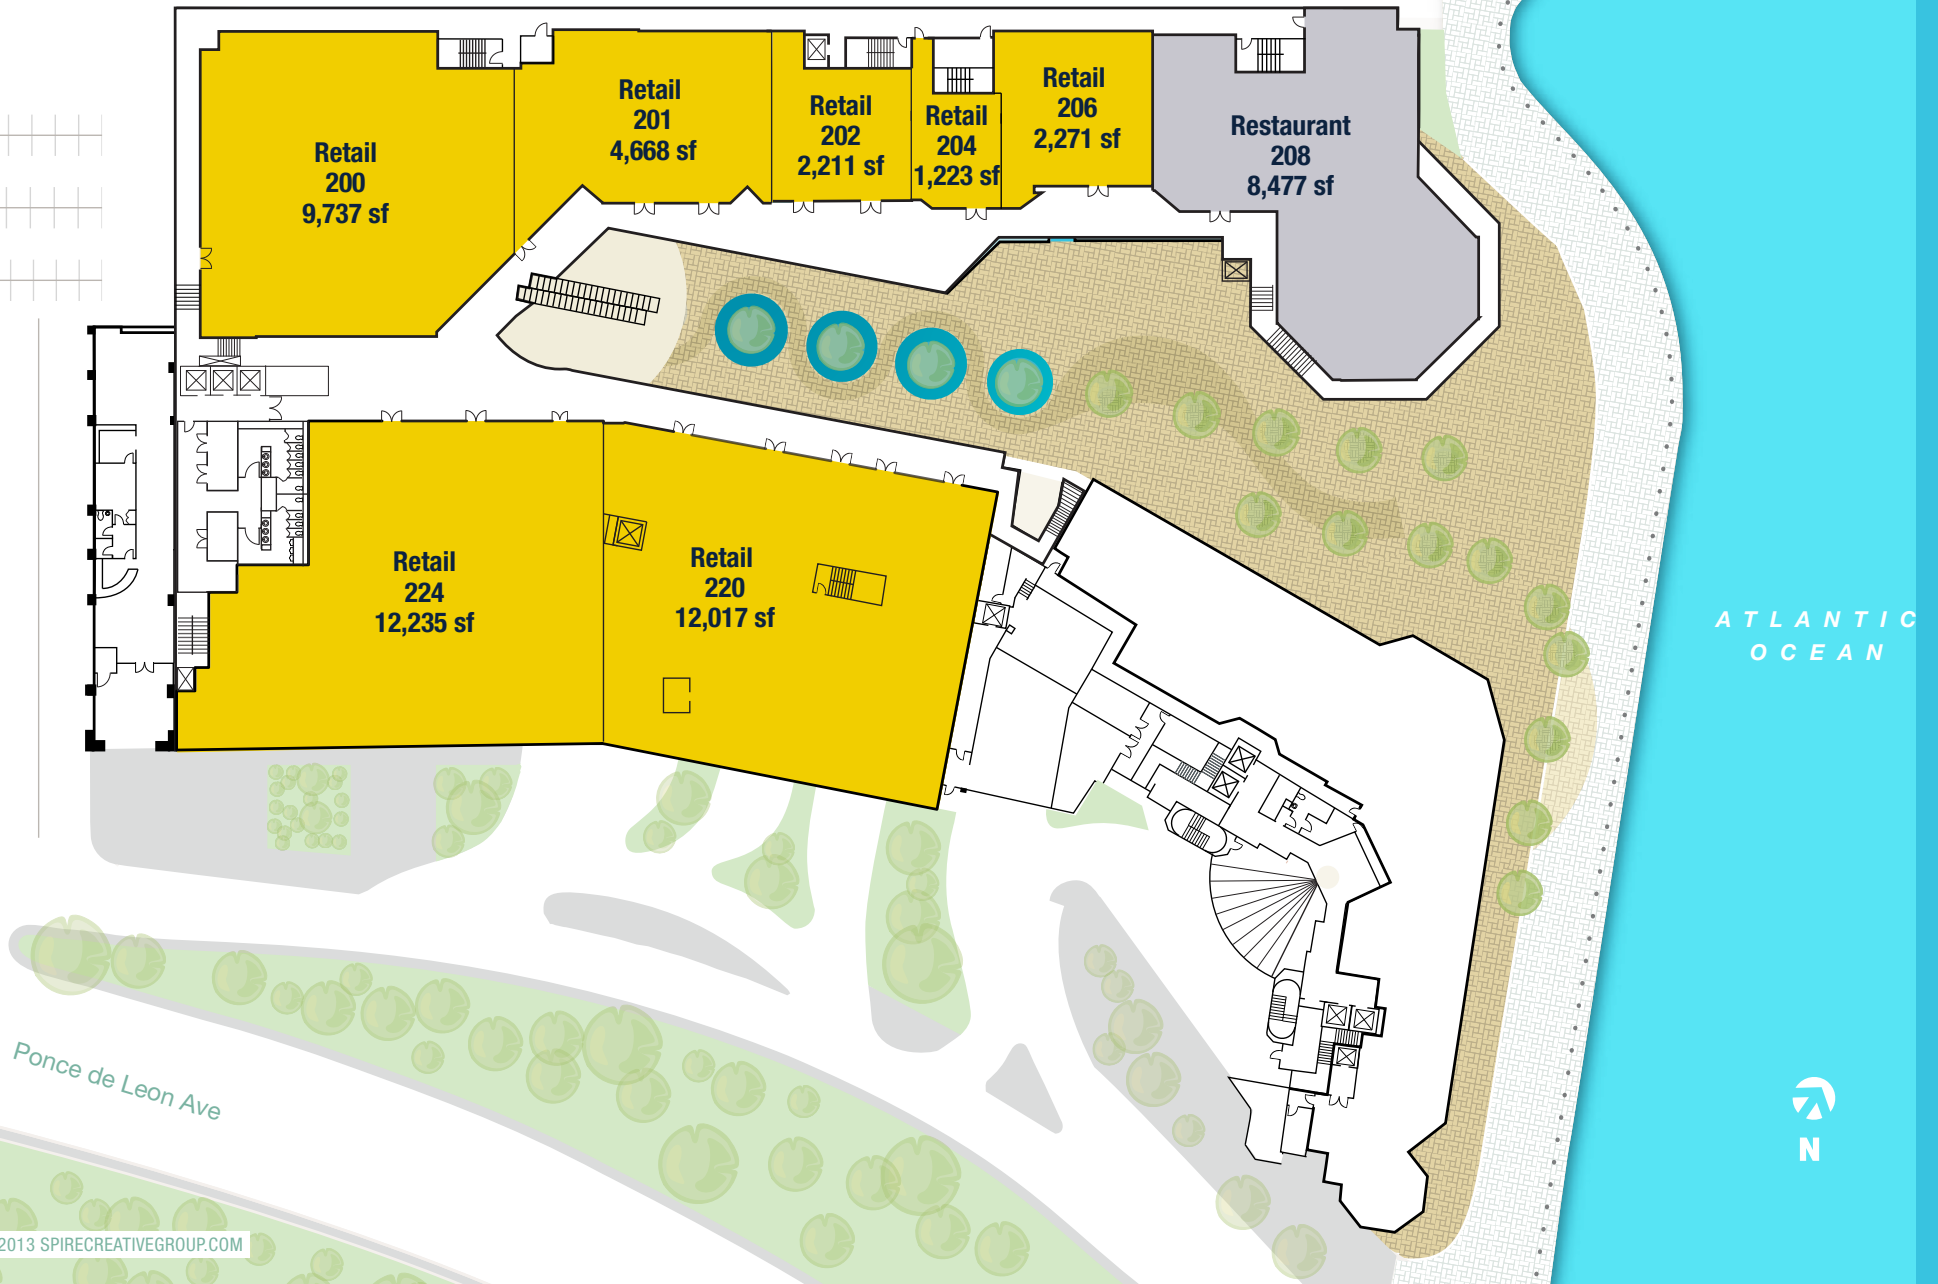 Retail
200
9,737 sf
Retail
201
4,668 sf
Retail
202
2,211 sf
Retail
204
1,223 sf
Retail
206
2,271 sf
Restaurant
208
8,477 sf
Retail
224
12,235 sf
Retail
220
12,017 sf
ATLANTIC
OCEAN
Ponce de Leon Ave
N
2013 SPIRECREATIVEGROUP.COM